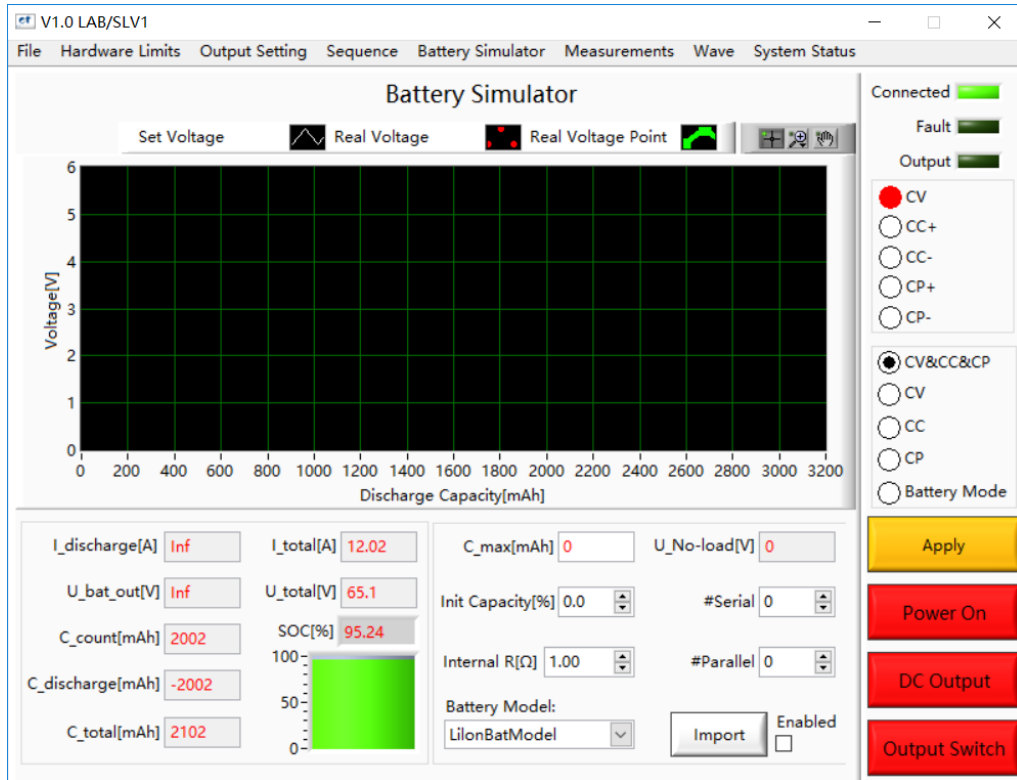 V1.0 LAB/SLV1
File Hardware Limits Output Setting Sequence Battery Simulator Measurements Wave System Status
Battery Simulator
Set Voltage Real Voltage Real Voltage Point
Voltage[V]
6
5
4
3
2
1
0
0 200 400 600 800 1000 1200 1400 1600 1800 2000 2200 2400 2600 2800 3000 3200
Discharge Capacity[mAh]
Connected
Fault
Output
CV
CC+
CC-
CP+
CP-
CV&CC&CP
CV
CC
CP
Battery Mode
I_discharge[A] Inf
U_bat_out[V] Inf
C_count[mAh] 2002
C_discharge[mAh] -2002
C_total[mAh] 2102
I_total[A] 12.02
U_total[V] 65.1
SOC[%] 95.24
100
50
0
C_max[mAh] 0
U_No-load[V] 0
Init Capacity[%] 0.0
#Serial 0
Internal R[Ω] 1.00
#Parallel 0
Battery Model:
LiIonBatModel
Import
Enabled
Apply
Power On
DC Output
Output Switch